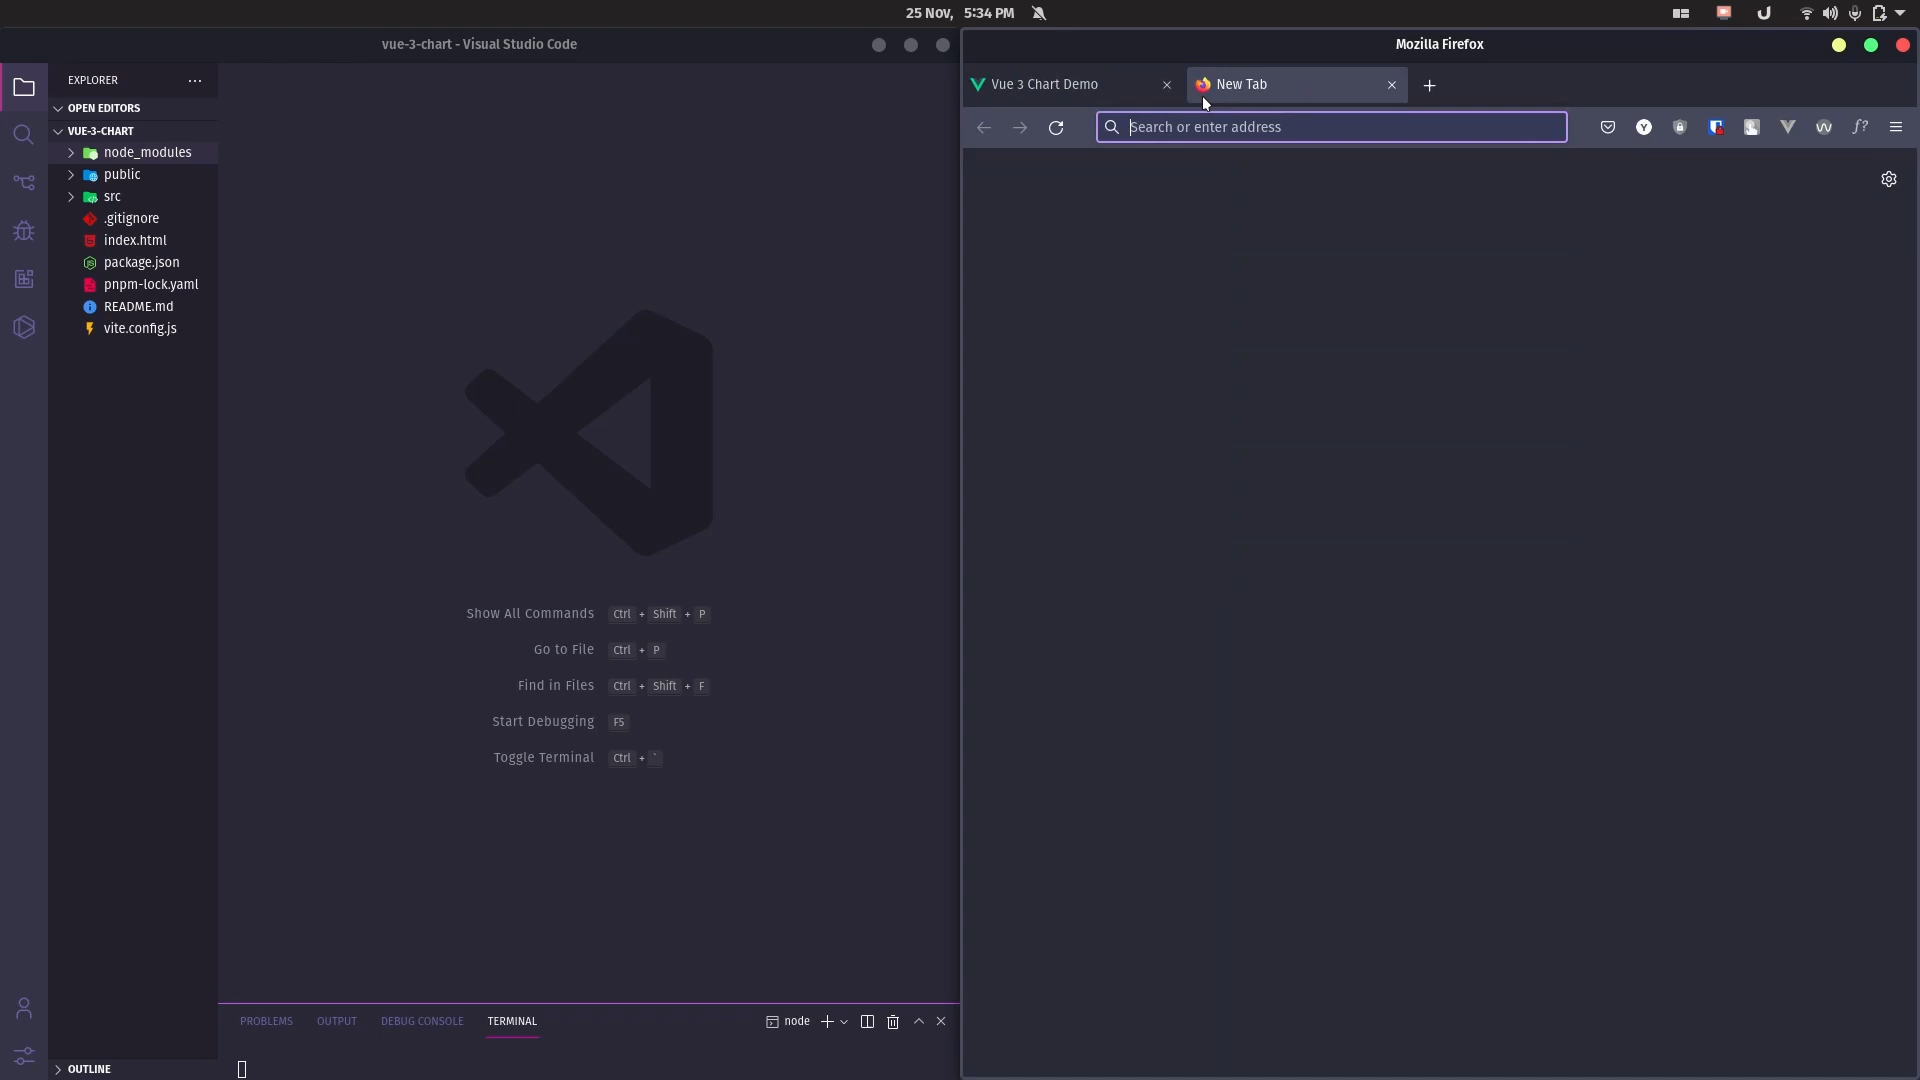 25 Nov, 5:34 PM
vue-3-chart - Visual Studio Code
EXPLORER
OPEN EDITORS
VUE-3-CHART
node_modules
public
src
.gitignore
index.html
package.json
pnpm-lock.yaml
README.md
vite.config.js
OUTLINE
Show All Commands Ctrl + Shift + P
Go to File Ctrl + P
Find in Files Ctrl + Shift + F
Start Debugging F5
Toggle Terminal Ctrl + `
PROBLEMS OUTPUT DEBUG CONSOLE TERMINAL node
Mozilla Firefox
Vue 3 Chart Demo New Tab
Search or enter address
Y f?